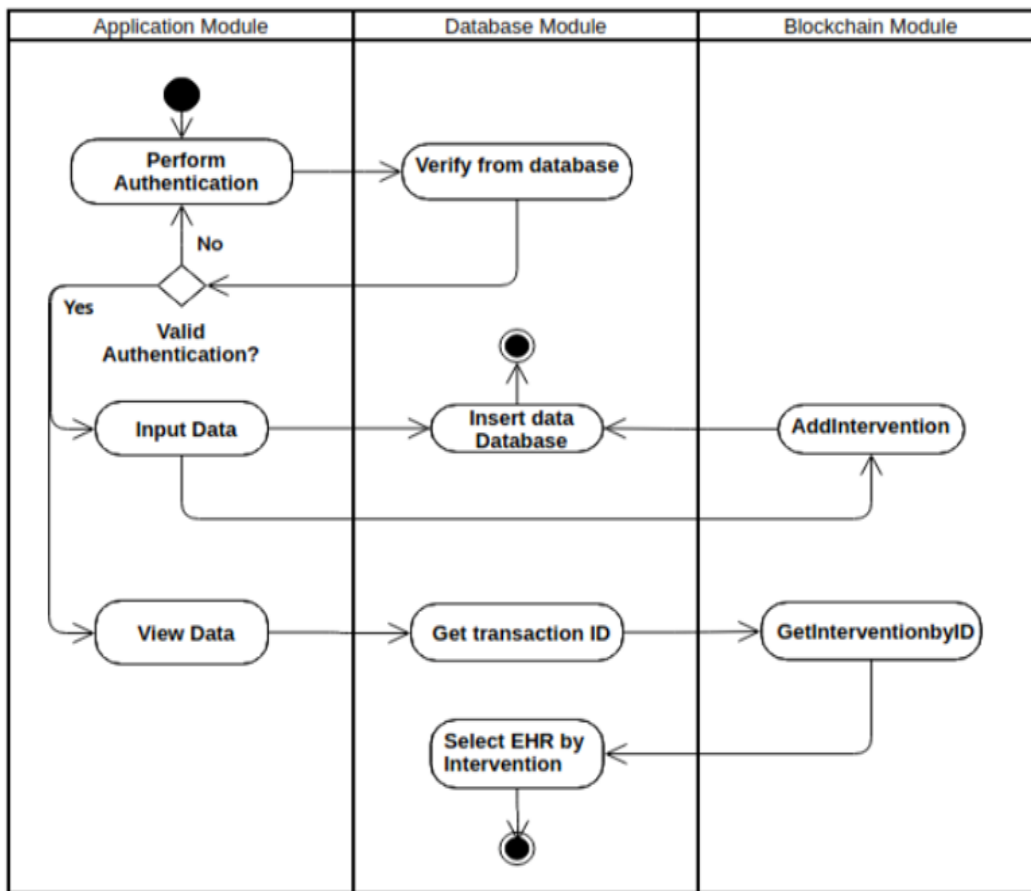 Application Module
Database Module
Blockchain Module
Perform
Authentication
Verify from database
No
Yes
Valid
Authentication?
Input Data
Insert data
Database
AddIntervention
View Data
Get transaction ID
GetInterventionbyID
Select EHR by
Intervention